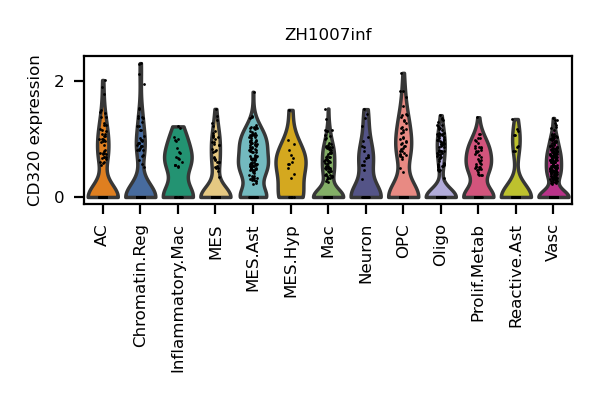 ZH1007inf
CD320 expression
2
0
AC
Chromatin.Reg
Inflammatory.Mac
MES
MES.Ast
MES.Hyp
Mac
Neuron
OPC
Oligo
Prolif.Metab
Reactive.Ast
Vasc